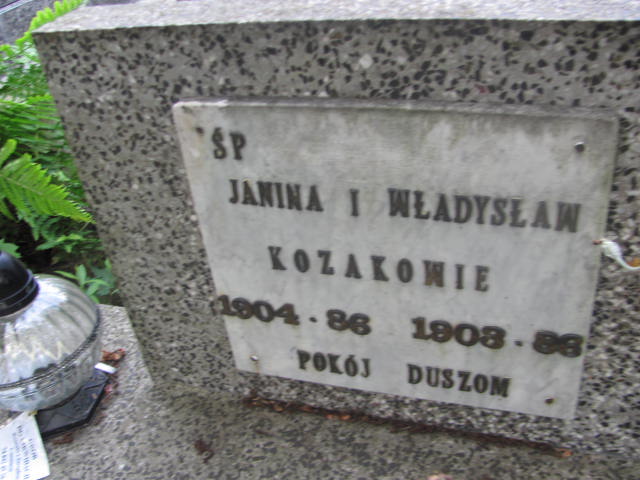 ŚP
JANINA I WŁADYSŁAW
KOZAKOWIE
1904 · 86 1903 · 86
POKÓJ DUSZOM